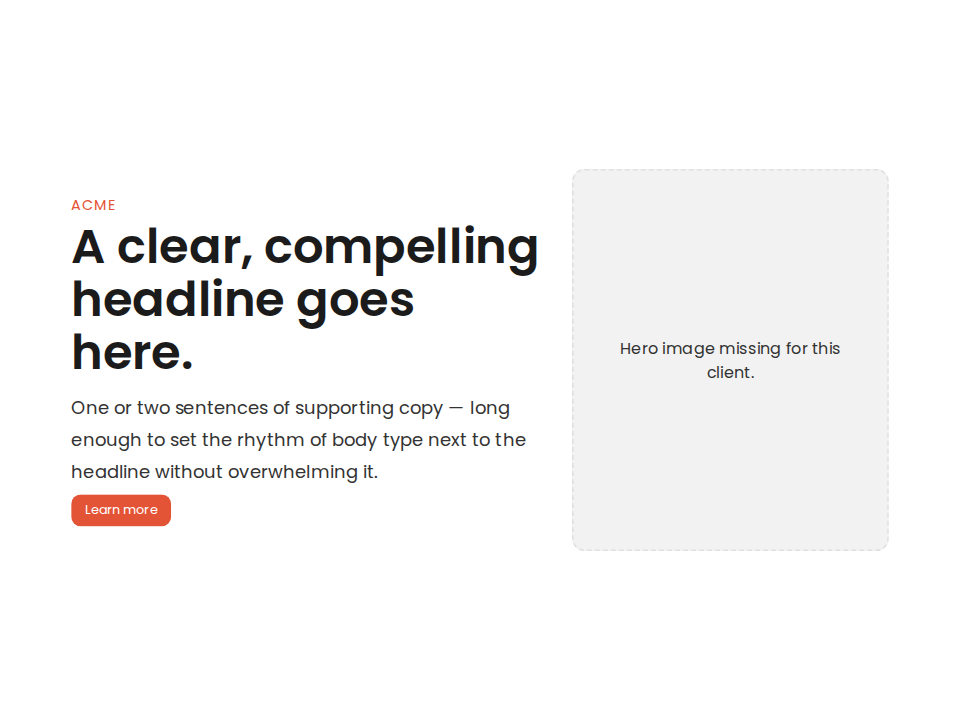 ACME
A clear, compelling
headline goes
here.
One or two sentences of supporting copy — long
enough to set the rhythm of body type next to the
headline without overwhelming it.
Learn more
Hero image missing for this
client.